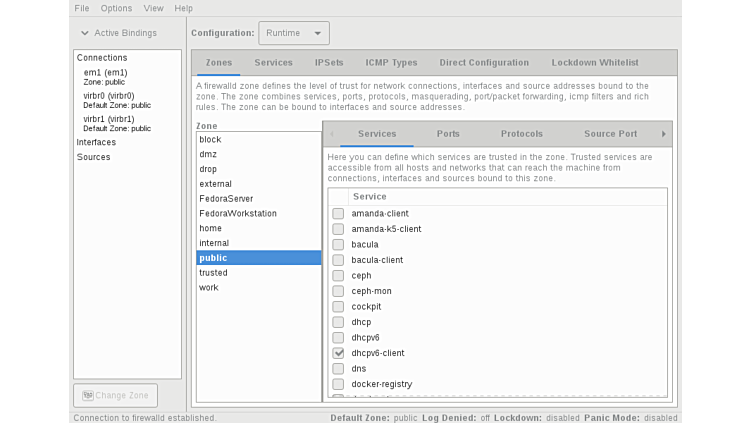 File Options View Help
Active Bindings
Configuration: Runtime
Connections
em1 (em1)
Zone: public
virbr0 (virbr0)
Default Zone: public
virbr1 (virbr1)
Default Zone: public
Interfaces
Sources
Change Zone
Zones Services IPSets ICMP Types Direct Configuration Lockdown Whitelist
A firewalld zone defines the level of trust for network connections, interfaces and source addresses bound to the
zone. The zone combines services, ports, protocols, masquerading, port/packet forwarding, icmp filters and rich
rules. The zone can be bound to interfaces and source addresses.
Zone
block
dmz
drop
external
FedoraServer
FedoraWorkstation
home
internal
public
trusted
work
Services Ports Protocols Source Port
Here you can define which services are trusted in the zone. Trusted services are
accessible from all hosts and networks that can reach the machine from
connections, interfaces and sources bound to this zone.
Service
amanda-client
amanda-k5-client
bacula
bacula-client
ceph
ceph-mon
cockpit
dhcp
dhcpv6
dhcpv6-client
dns
docker-registry
Connection to firewalld established.
Default Zone: public Log Denied: off Lockdown: disabled Panic Mode: disabled